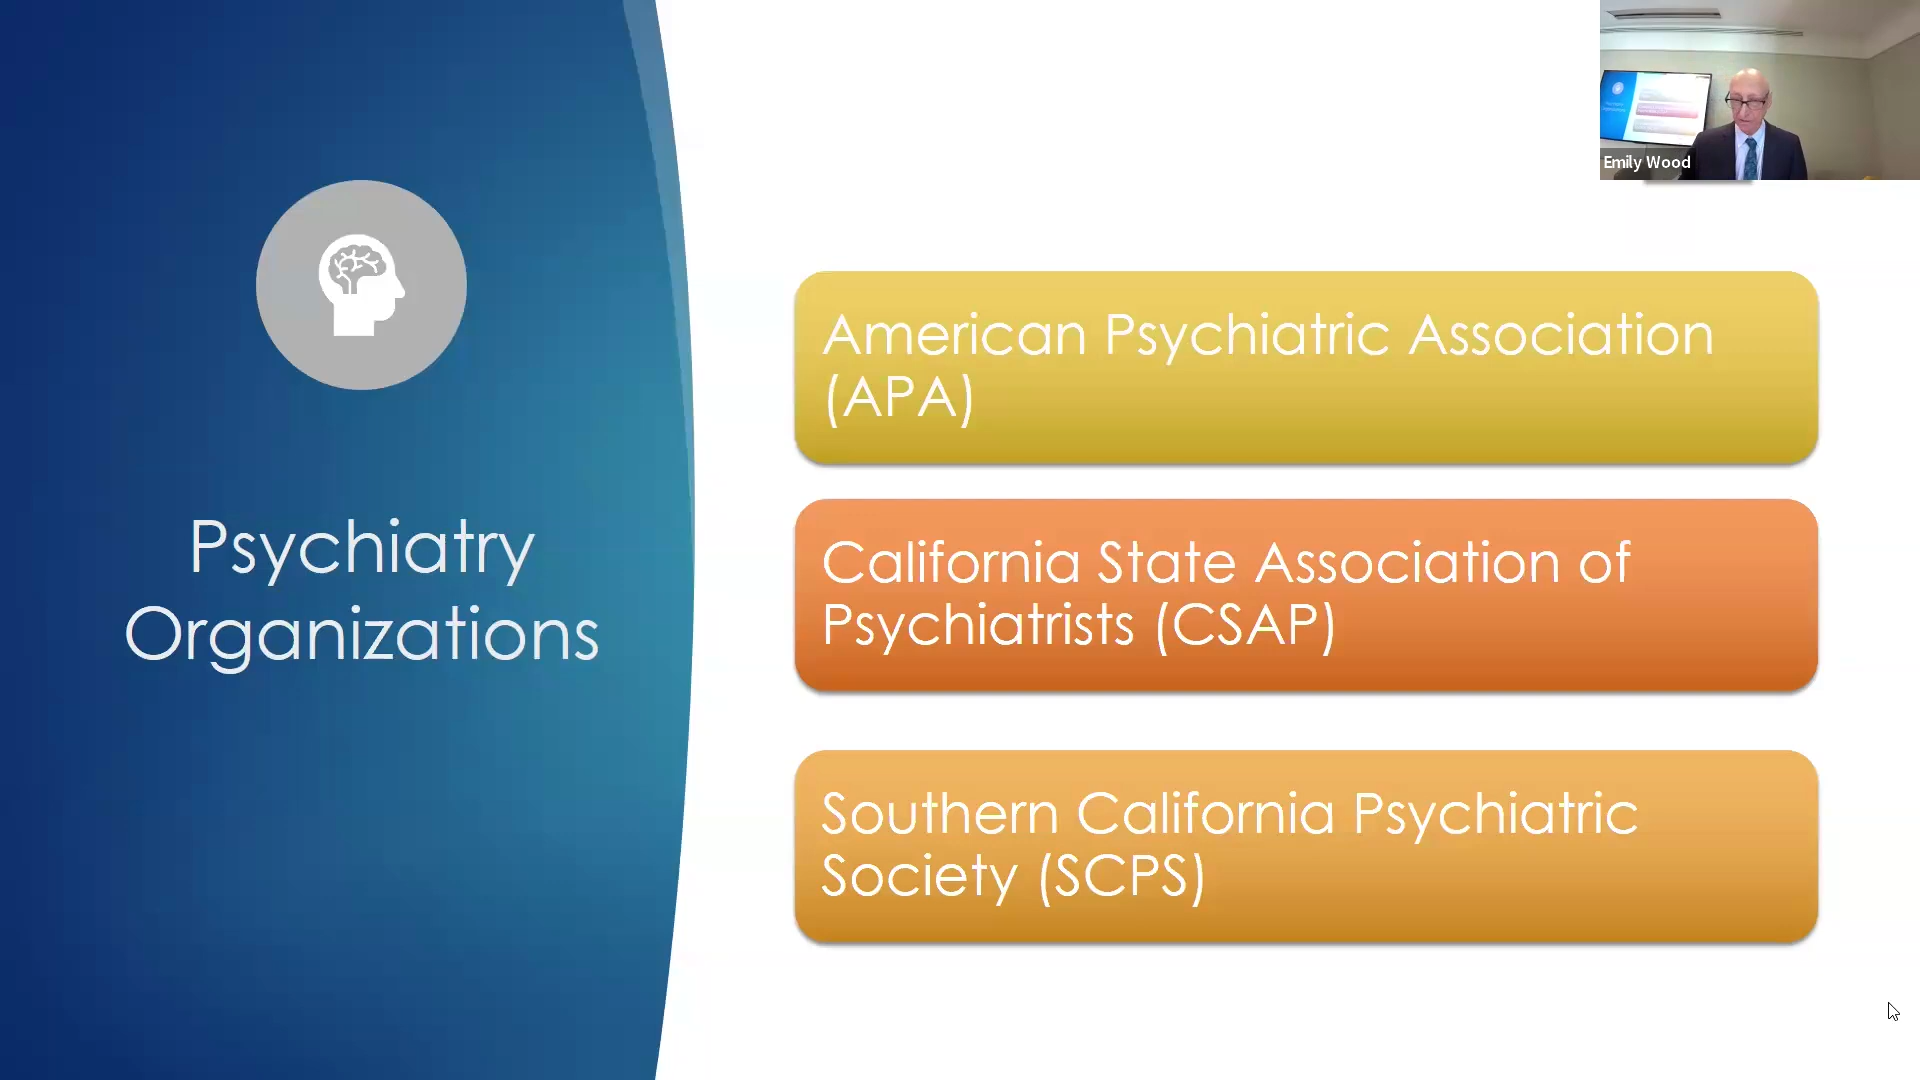 Emily Wood
Psychiatry
Organizations
American Psychiatric Association
(APA)
California State Association of
Psychiatrists (CSAP)
Southern California Psychiatric
Society (SCPS)